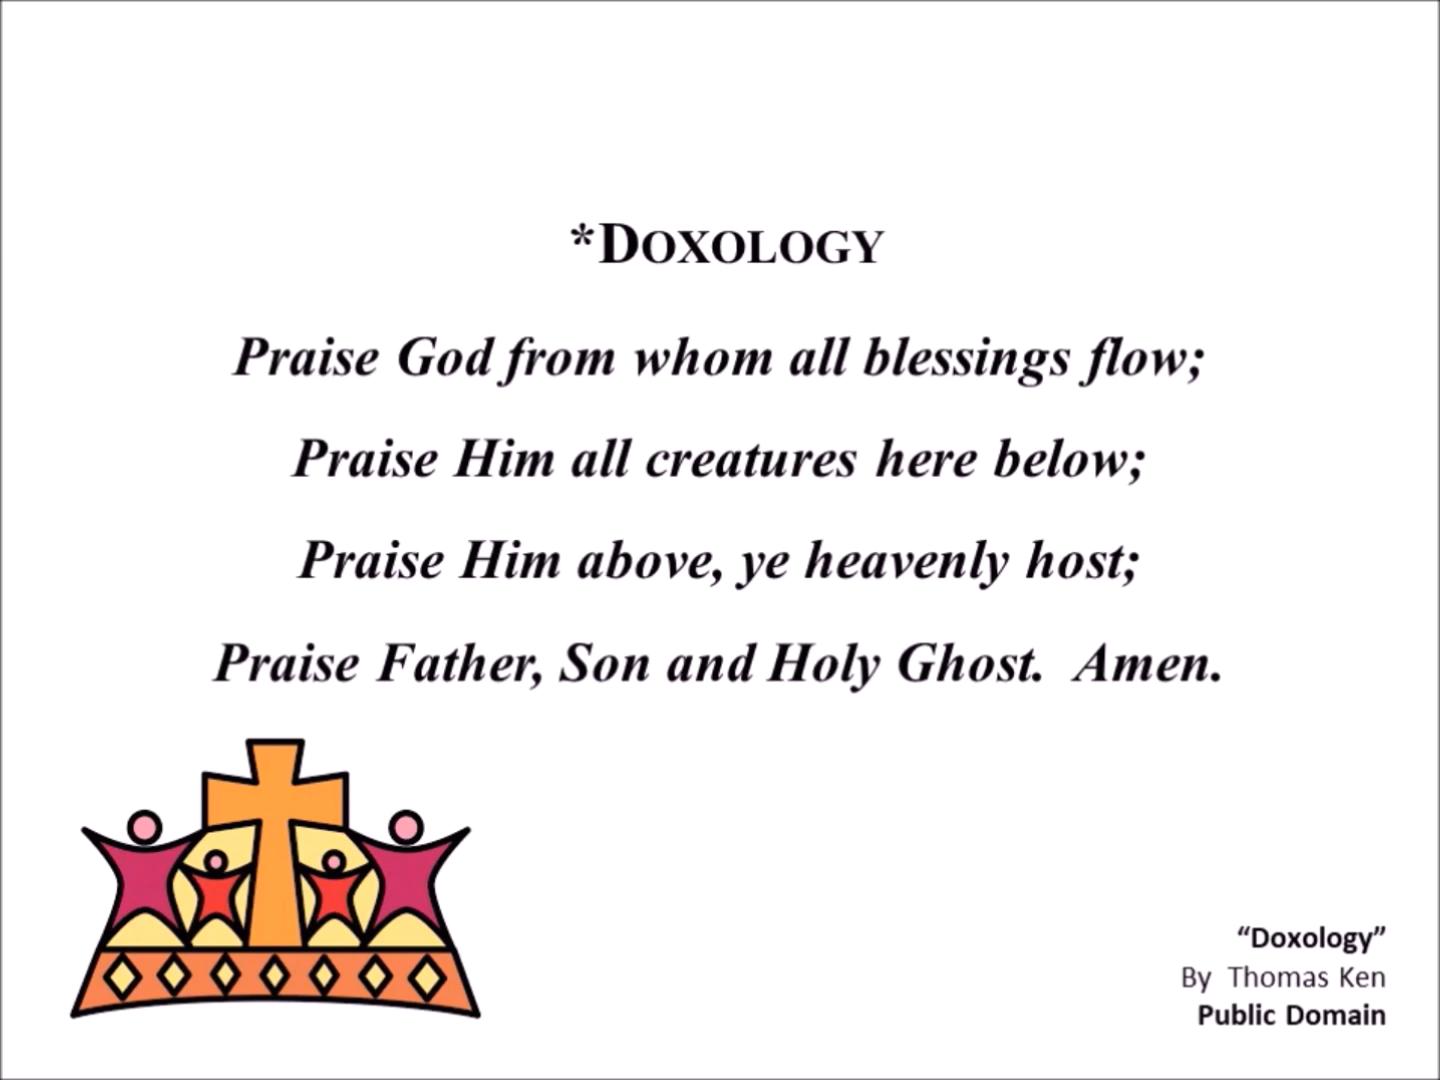 *DOXOLOGY
Praise God from whom all blessings flow;
Praise Him all creatures here below;
Praise Him above, ye heavenly host;
Praise Father, Son and Holy Ghost.  Amen.
“Doxology”
By  Thomas Ken
Public Domain